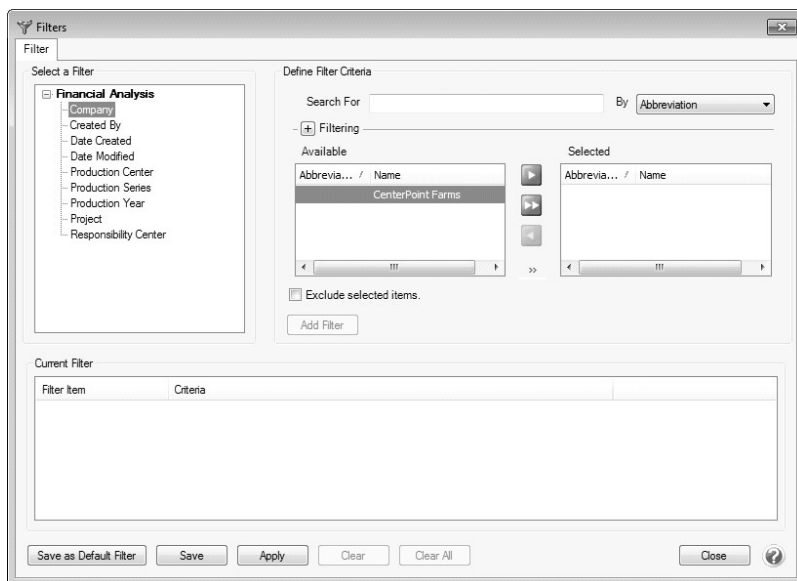 Filters
Filter
Select a Filter
Financial Analysis
Company
Created By
Date Created
Date Modified
Production Center
Production Series
Production Year
Project
Responsibility Center
Define Filter Criteria
Search For By Abbreviation
Filtering
Available Selected
Abbrevia... / Name Abbrevia... / Name
CenterPoint Farms
Exclude selected items.
Add Filter
Current Filter
Filter Item Criteria
Save as Default Filter Save Apply Clear Clear All Close ?